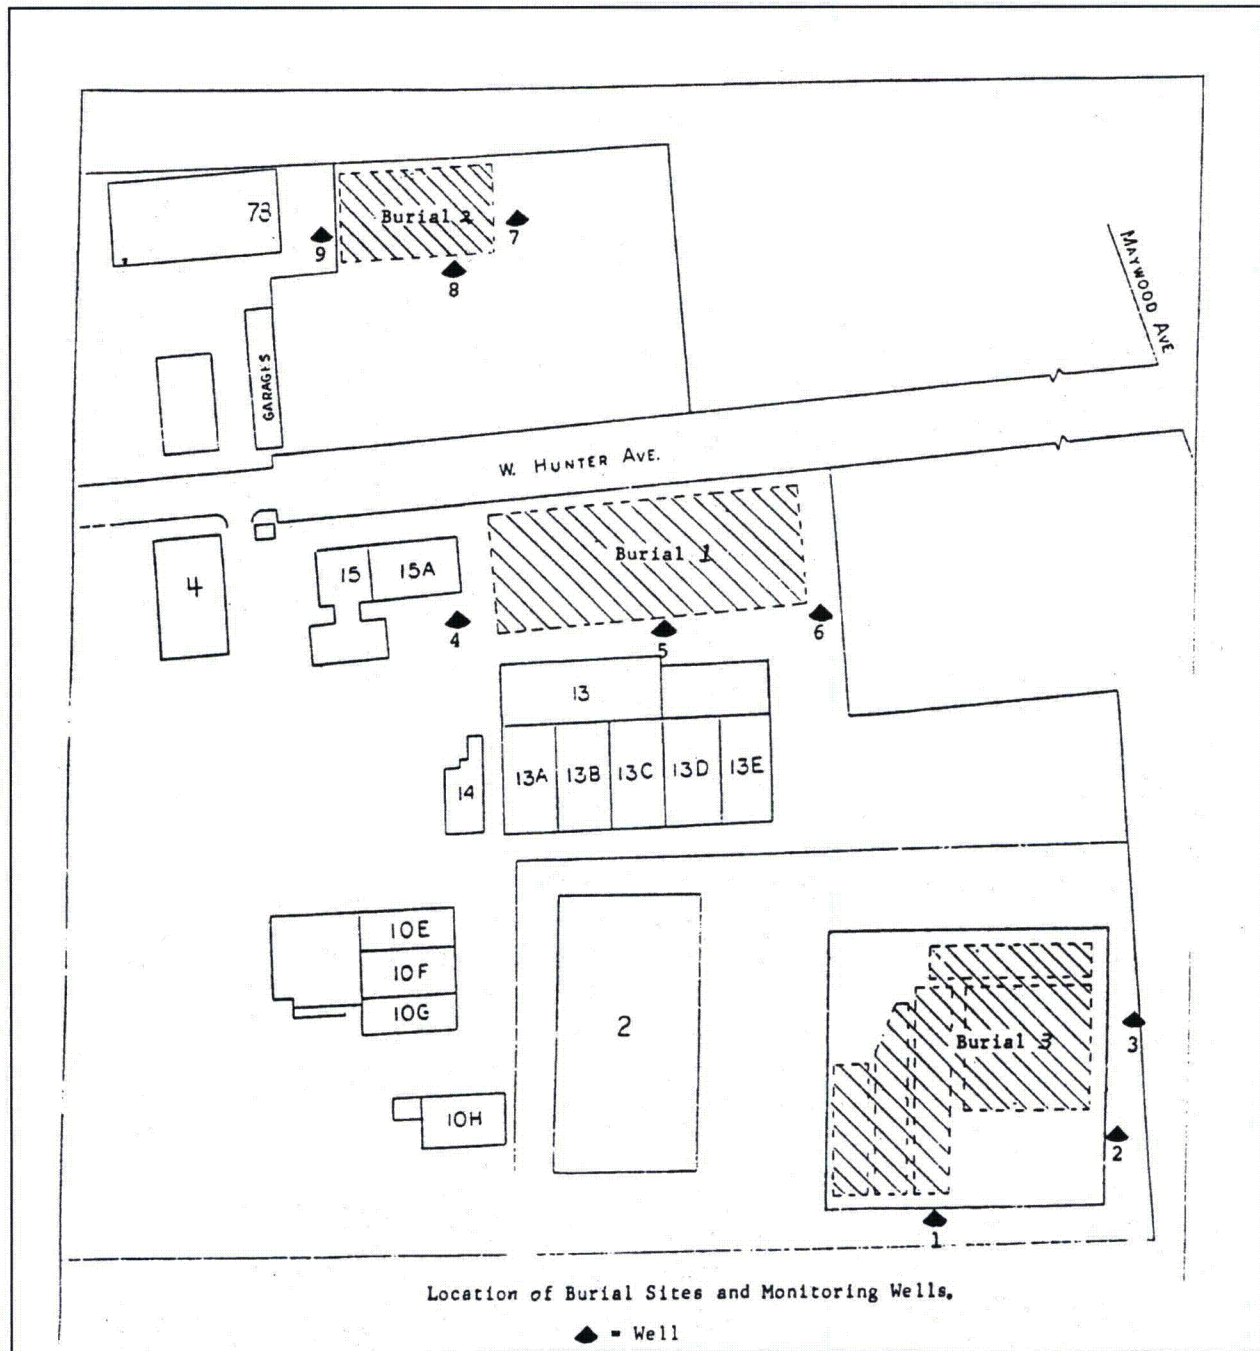 78
Burial 2
9
7
8
MAYWOOD AVE
GARAGES
W. HUNTER AVE.
Burial 1
4
15
15A
4
5
6
13
13A
13B
13C
13D
13E
14
10E
10F
10G
2
Burial 3
3
10H
2
1
Location of Burial Sites and Monitoring Wells.
= Well